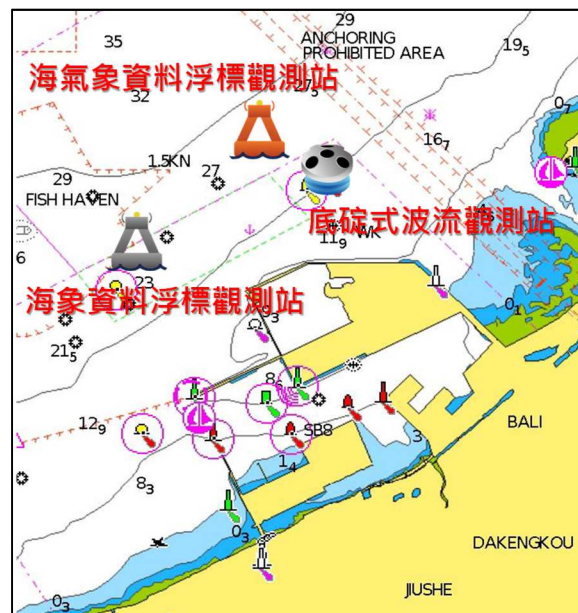 29
35
ANCHORING
PROHIBITED AREA
19₅
海氣象資料浮標觀測站
27₅
32
0₇
16₇
1.5KN
27
29
FISH HAVEN
底碇式波流觀測站
11₉
WK
6
23
海象資料浮標觀測站
0₁
9₃
21₅
8₆
12₉
SB8
BALI
3
1₄
8₃
0₃
DAKENGKOU
0₃
JIUSHE